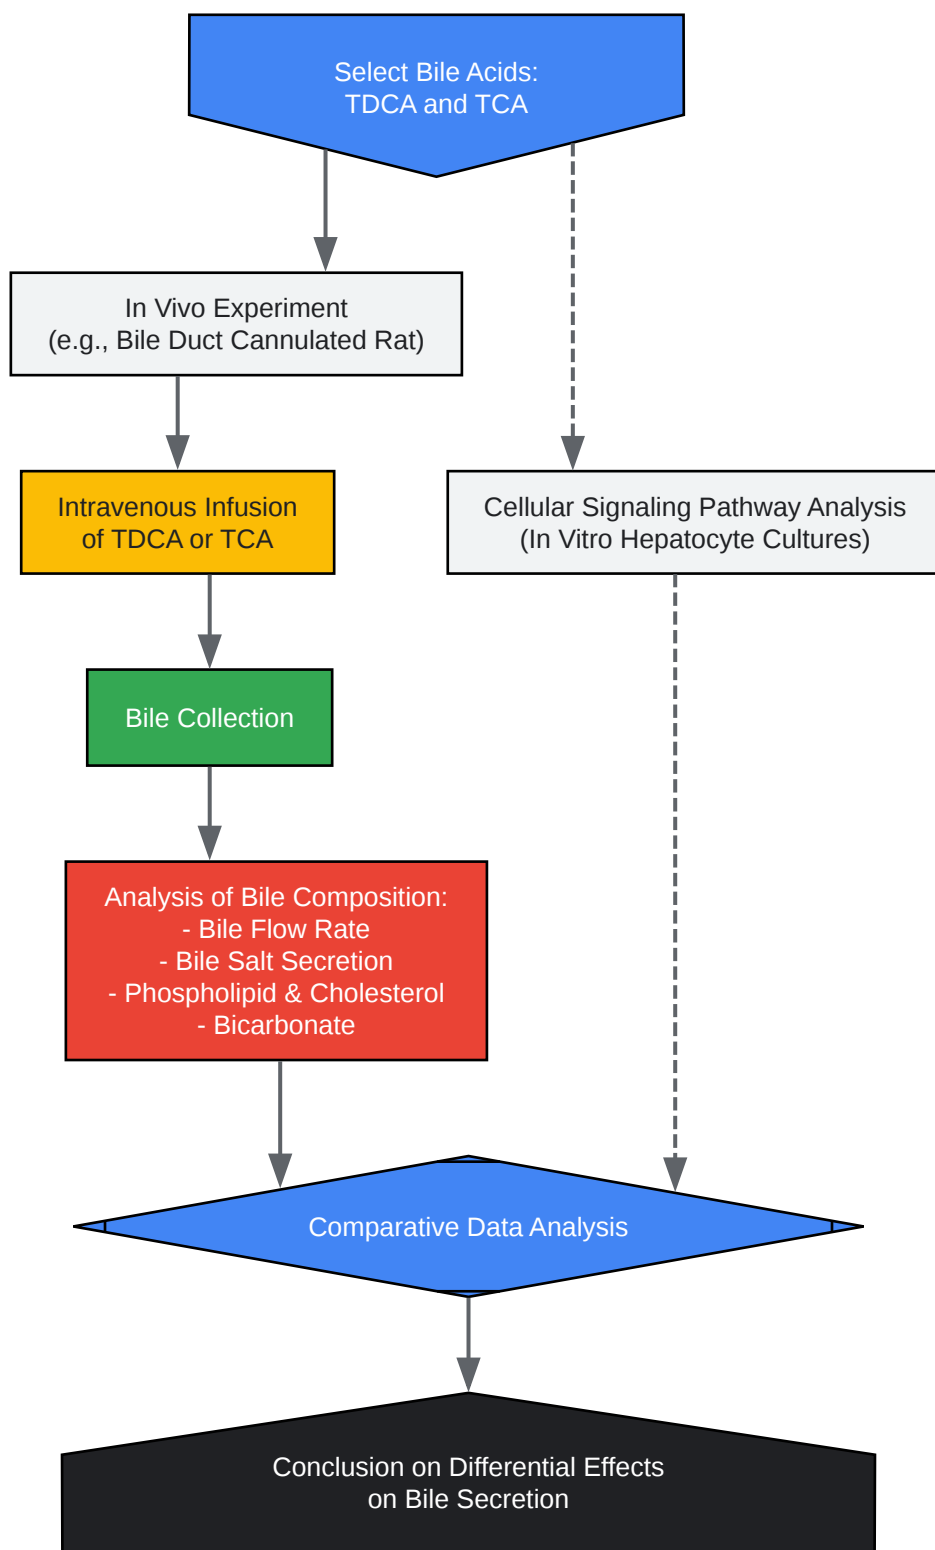 Select Bile Acids:
TDCA and TCA
In Vivo Experiment
(e.g., Bile Duct Cannulated Rat)
Intravenous Infusion
of TDCA or TCA
Cellular Signaling Pathway Analysis
(In Vitro Hepatocyte Cultures)
Bile Collection
Analysis of Bile Composition:
- Bile Flow Rate
- Bile Salt Secretion
- Phospholipid & Cholesterol
- Bicarbonate
Comparative Data Analysis
Conclusion on Differential Effects
on Bile Secretion